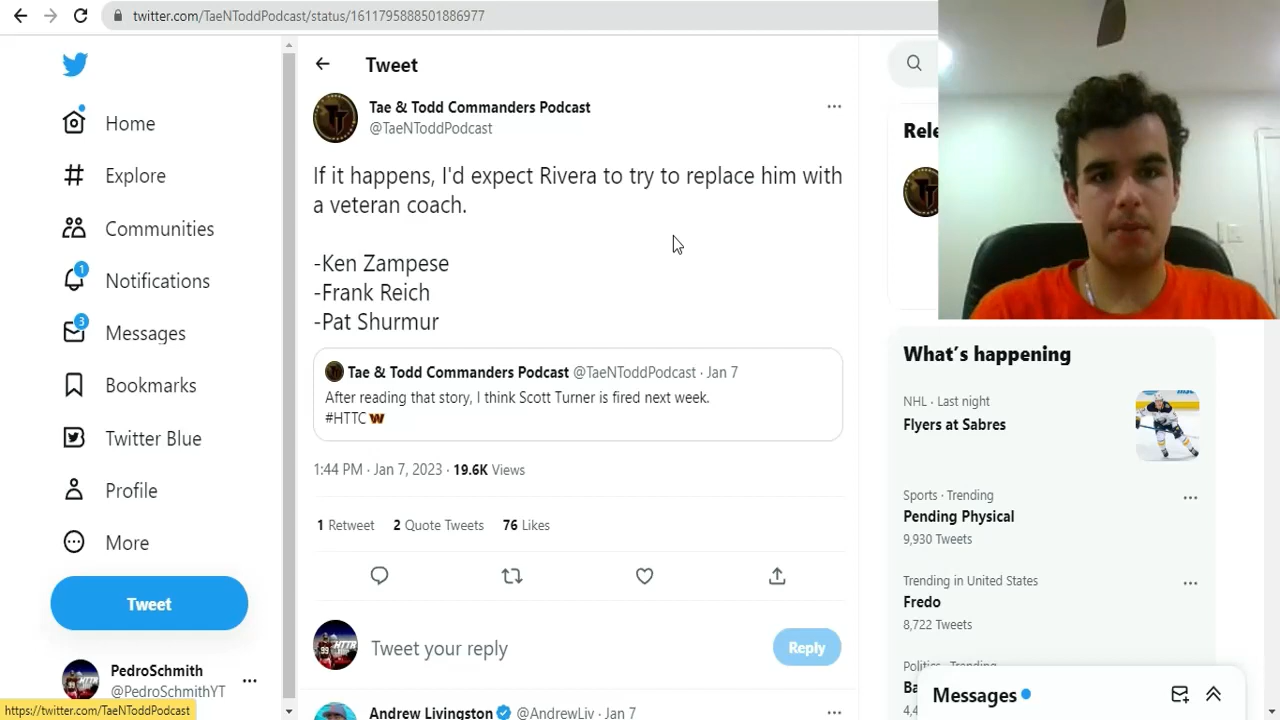 twitter.com/TaeNToddPodcast/status/1611795888501886977
Home
Explore
Communities
1
Notifications
3
Messages
Bookmarks
Twitter Blue
Profile
More
Tweet
PedroSchmith
@PedroSchmithYT
https://twitter.com/TaeNToddPodcast
Tweet
Tae & Todd Commanders Podcast
@TaeNToddPodcast
If it happens, I'd expect Rivera to try to replace him with
a veteran coach.
-Ken Zampese
-Frank Reich
-Pat Shurmur
Tae & Todd Commanders Podcast @TaeNToddPodcast · Jan 7
After reading that story, I think Scott Turner is fired next week.
#HTTC
1:44 PM · Jan 7, 2023 · 19.6K Views
1 Retweet 2 Quote Tweets 76 Likes
Tweet your reply
Reply
Andrew Livingston @AndrewLiv · Jan 7
Rele
What's happening
NHL · Last night
Flyers at Sabres
Sports · Trending
Pending Physical
9,930 Tweets
Trending in United States
Fredo
8,722 Tweets
Politics · Trending
Ba
Messages